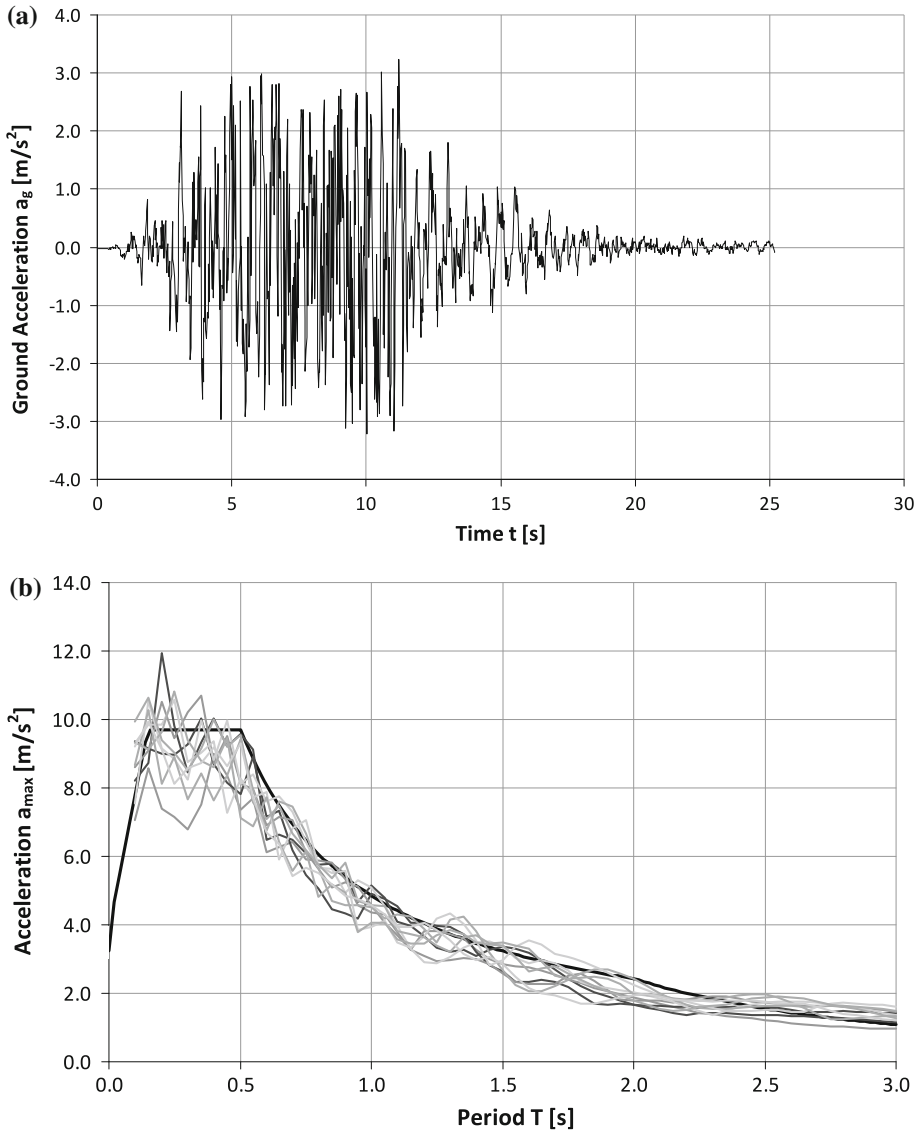 (a)
4.0
3.0
2.0
1.0
0.0
-1.0
-2.0
-3.0
-4.0
Ground Acceleration ag [m/s²]
0 5 10 15 20 25 30
Time t [s]
(b)
14.0
12.0
10.0
8.0
6.0
4.0
2.0
0.0
Acceleration amax [m/s²]
0.0 0.5 1.0 1.5 2.0 2.5 3.0
Period T [s]